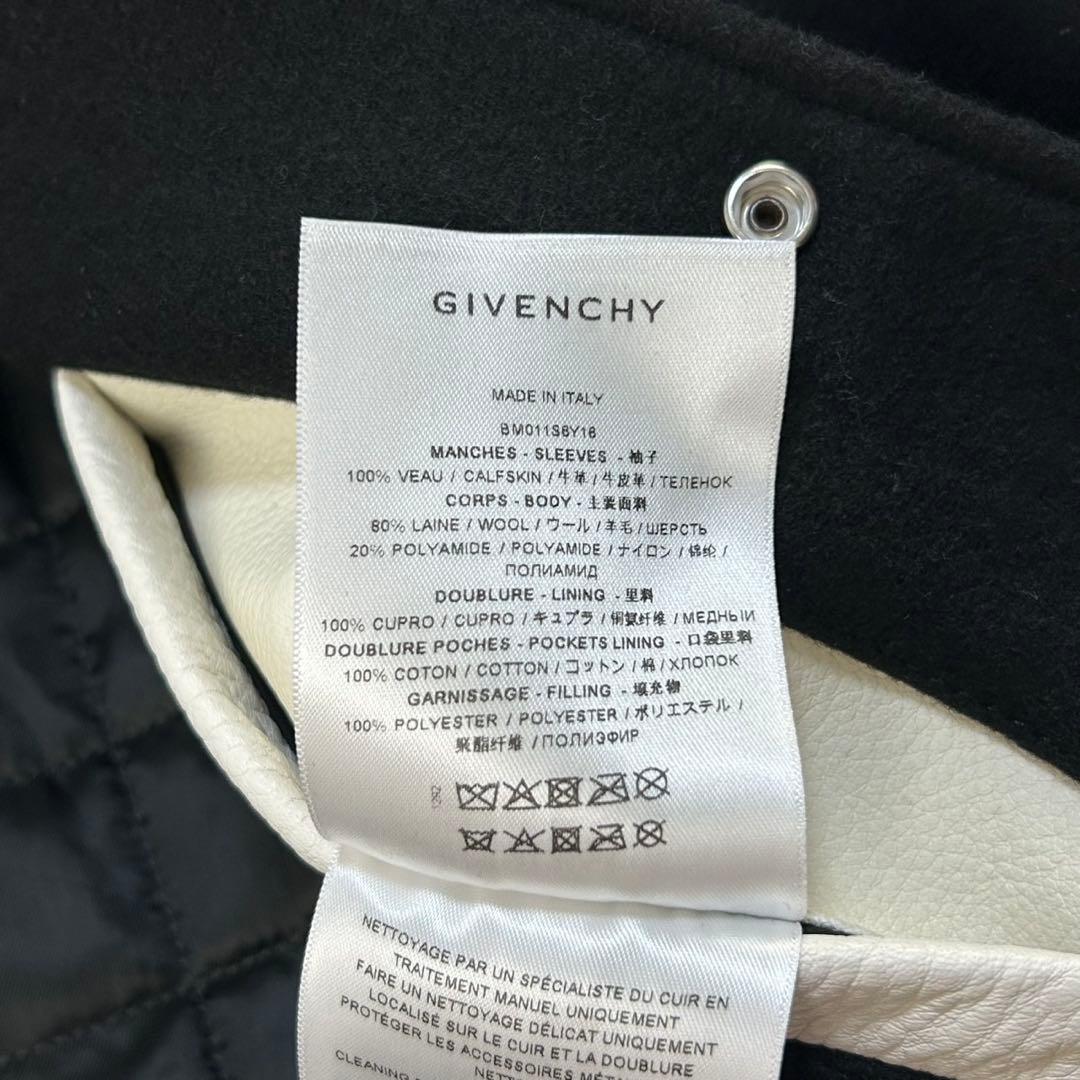 GIVENCHY
MADE IN ITALY
BM011S6Y16
MANCHES - SLEEVES - 袖子
100% VEAU / CALFSKIN / 牛革 / 牛皮革 / ТЕЛЕНОК
CORPS - BODY - 主装面料
80% LAINE / WOOL / ウール / 羊毛 / ШЕРСТЬ
20% POLYAMIDE / POLYAMIDE / ナイロン / 锦纶 /
ПОЛИАМИД
DOUBLURE - LINING - 里料
100% CUPRO / CUPRO / キュプラ / 铜氨纤维 / МЕДНЫЙ
DOUBLURE POCHES - POCKETS LINING - 口袋里料
100% COTON / COTTON / コットン / 棉 / ХЛОПОК
GARNISSAGE - FILLING - 填充物
100% POLYESTER / POLYESTER / ポリエステル /
聚酯纤维 / ПОЛИЭФИР
NETTOYAGE PAR UN SPÉCIALISTE DU CUIR EN
TRAITEMENT MANUEL UNIQUEMENT
FAIRE UN NETTOYAGE DÉLICAT UNIQUEMENT
LOCALISÉ SUR LE CUIR ET LA DOUBLURE
PROTÉGER LES ACCESSOIRES
CLEANING